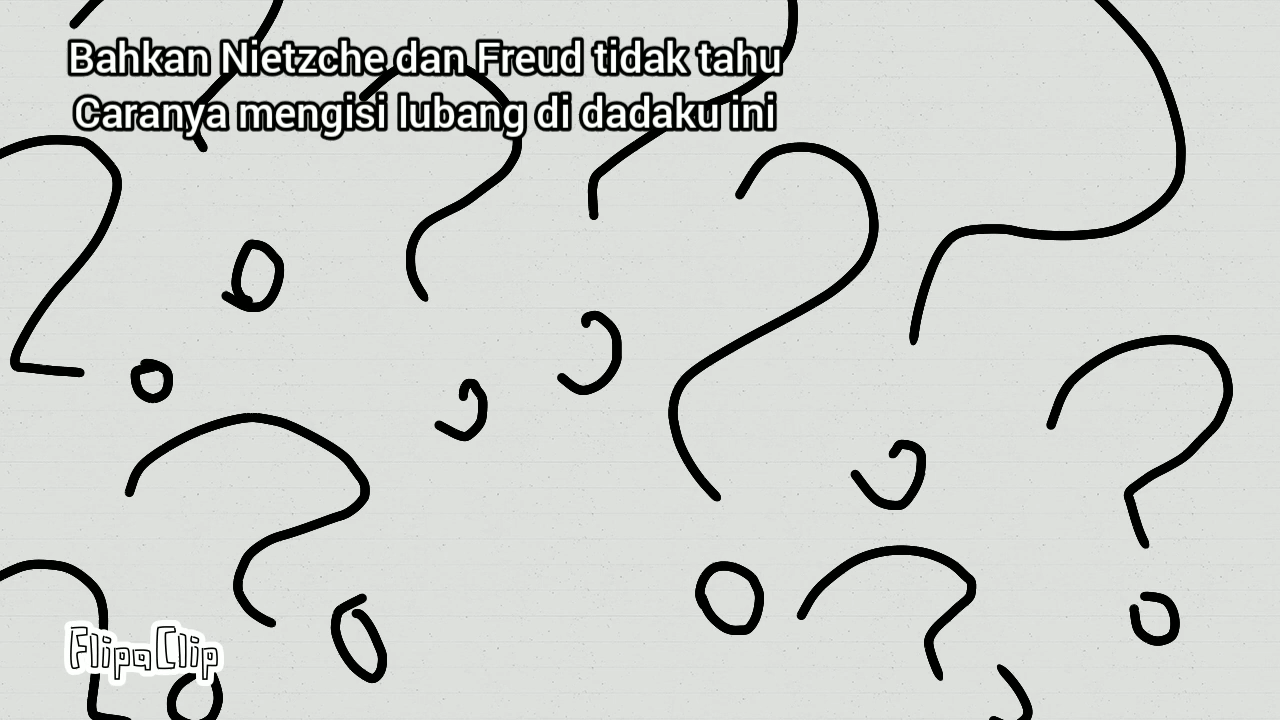 Bahkan Nietzche dan Freud tidak tahu
Caranya mengisi lubang di dadaku ini
FlipaClip